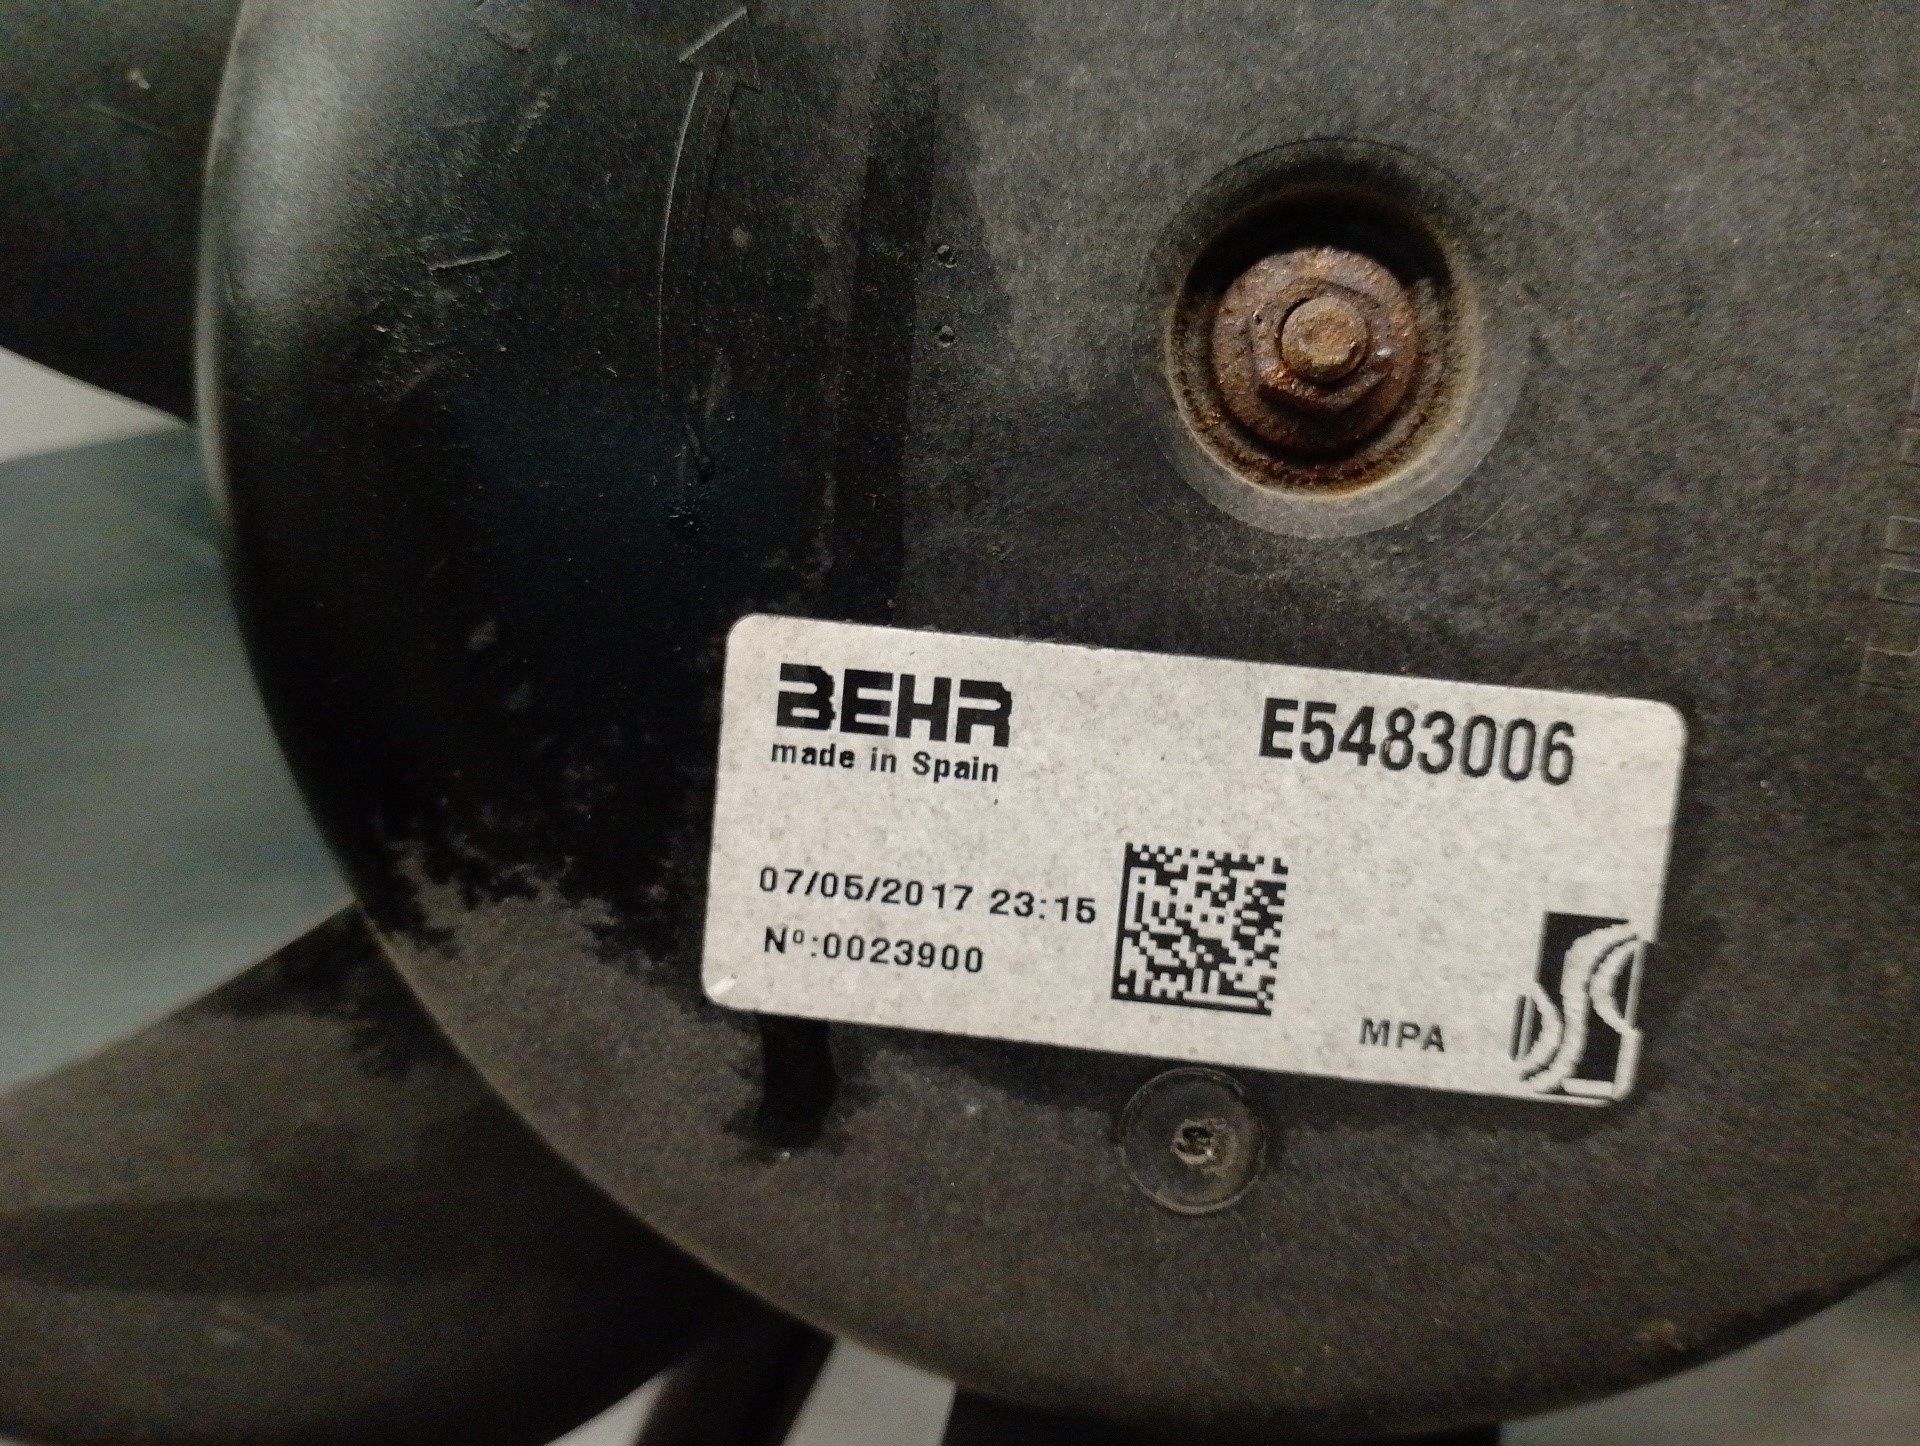 BEHR
made in Spain
E5483006
07/05/2017 23:15
Nº:0023900
MPA